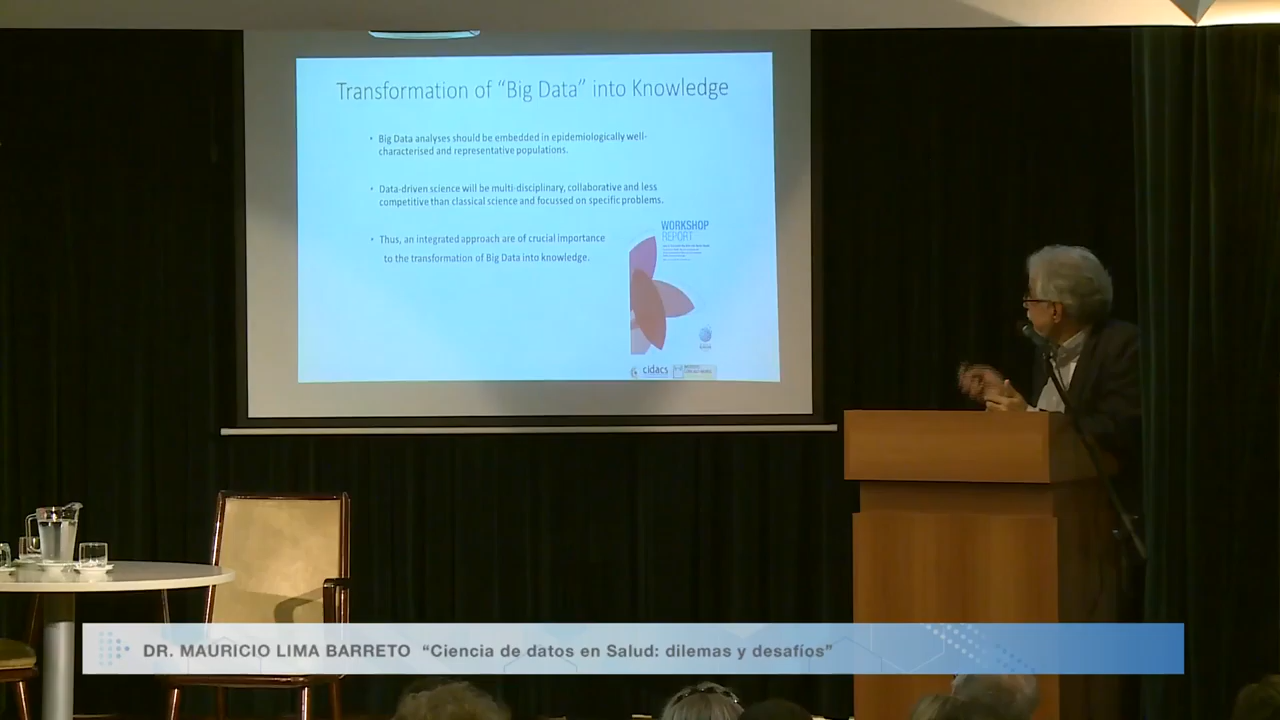 Transformation of “Big Data” into Knowledge
• Big Data analyses should be embedded in epidemiologically well-
characterised and representative populations.
• Data-driven science will be multi-disciplinary, collaborative and less
competitive than classical science and focussed on specific problems.
• Thus, an integrated approach are of crucial importance
to the transformation of Big Data into knowledge.
WORKSHOP
REPORT
cidacs
DR. MAURICIO LIMA BARRETO “Ciencia de datos en Salud: dilemas y desafíos”